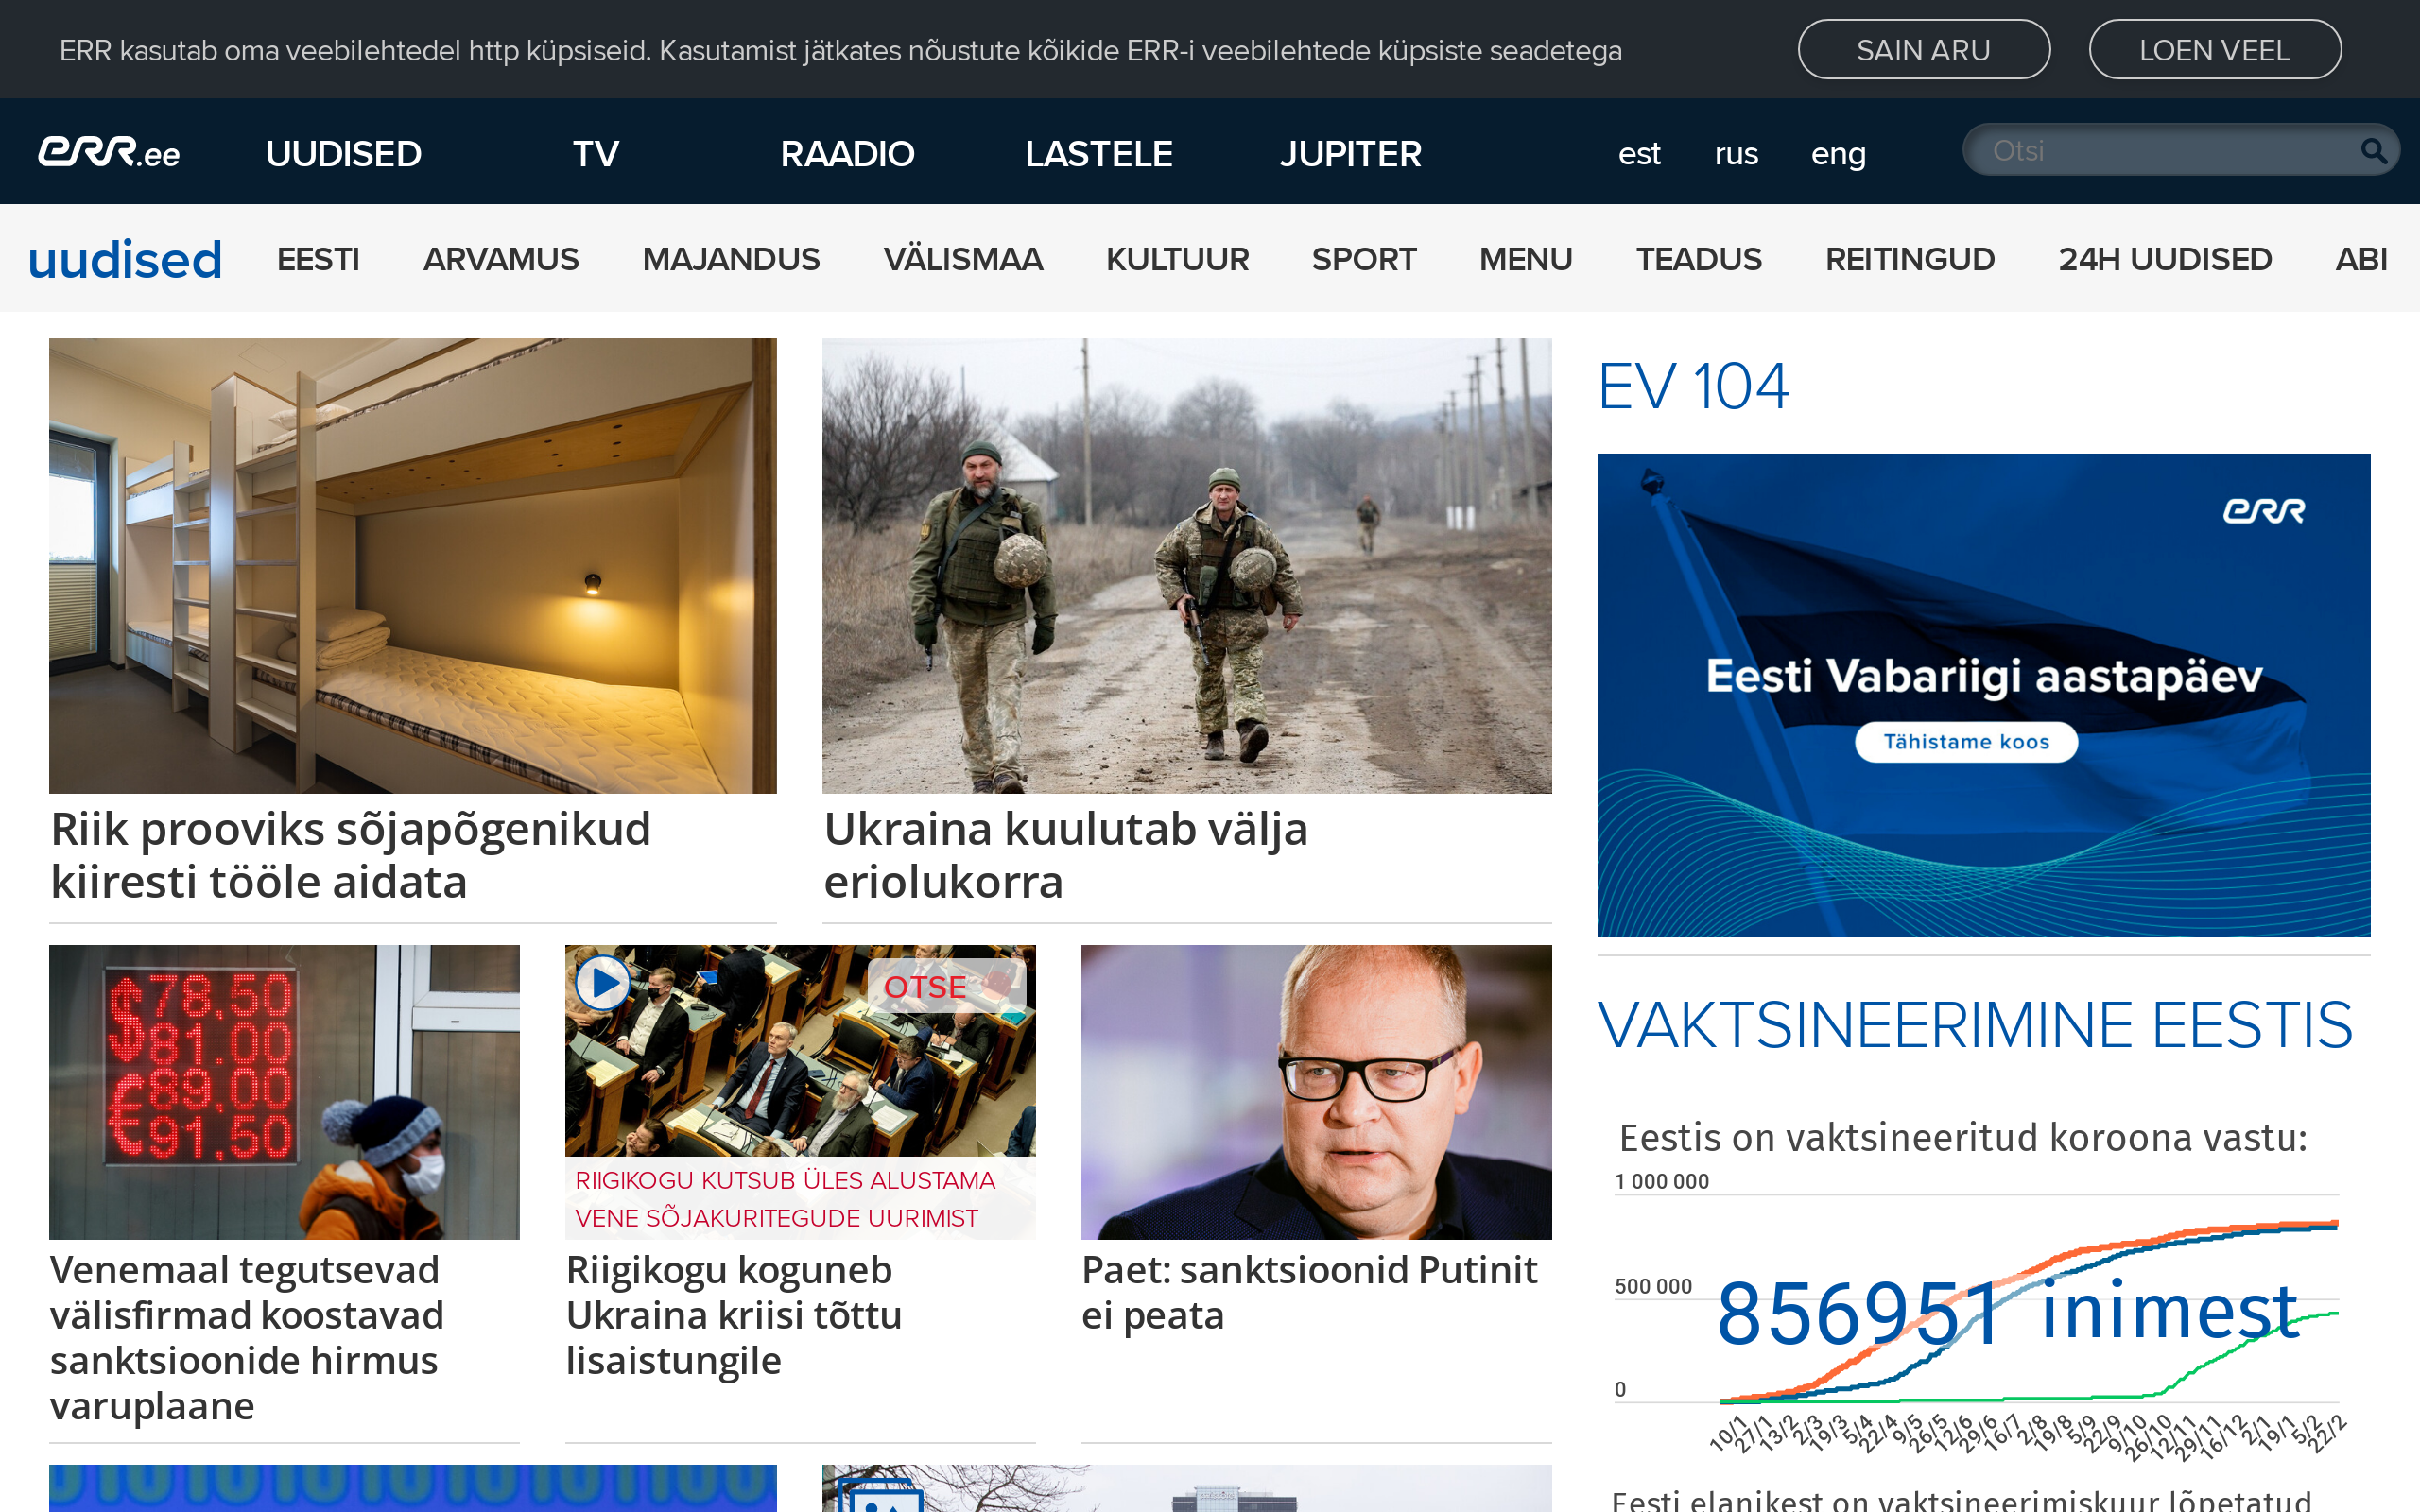 ERR kasutab oma veebilehtedel http küpsiseid. Kasutamist jätkates nõustute kõikide ERR-i veebilehtede küpsiste seadetega
SAIN ARU
LOEN VEEL
err.ee
UUDISED
TV
RAADIO
LASTELE
JUPITER
est
rus
eng
Otsi
uudised
EESTI
ARVAMUS
MAJANDUS
VÄLISMAA
KULTUUR
SPORT
MENU
TEADUS
REITINGUD
24H UUDISED
ABI
Riik prooviks sõjapõgenikud
kiiresti tööle aidata
Ukraina kuulutab välja
eriolukorra
EV 104
err
Eesti Vabariigi aastapäev
Tähistame koos
$ 78.50
81.00
€ 89.00
91.50
Venemaal tegutsevad
välisfirmad koostavad
sanktsioonide hirmus
varuplaane
OTSE
RIIGIKOGU KUTSUB ÜLES ALUSTAMA
VENE SÕJAKURITEGUDE UURIMIST
Riigikogu koguneb
Ukraina kriisi tõttu
lisaistungile
Paet: sanktsioonid Putinit
ei peata
VAKTSINEERIMINE EESTIS
Eestis on vaktsineeritud koroona vastu:
1 000 000
500 000
856951 inimest
0
10/1 27/1 13/2 2/3 19/3 5/4 22/4 9/5 26/5 12/6 29/6 16/7 2/8 19/8 5/9 22/9 9/10 26/10 12/11 29/11 16/12 2/1 19/1 5/2 22/2
Eesti elanikest on vaktsineerimiskuur lõpetatud